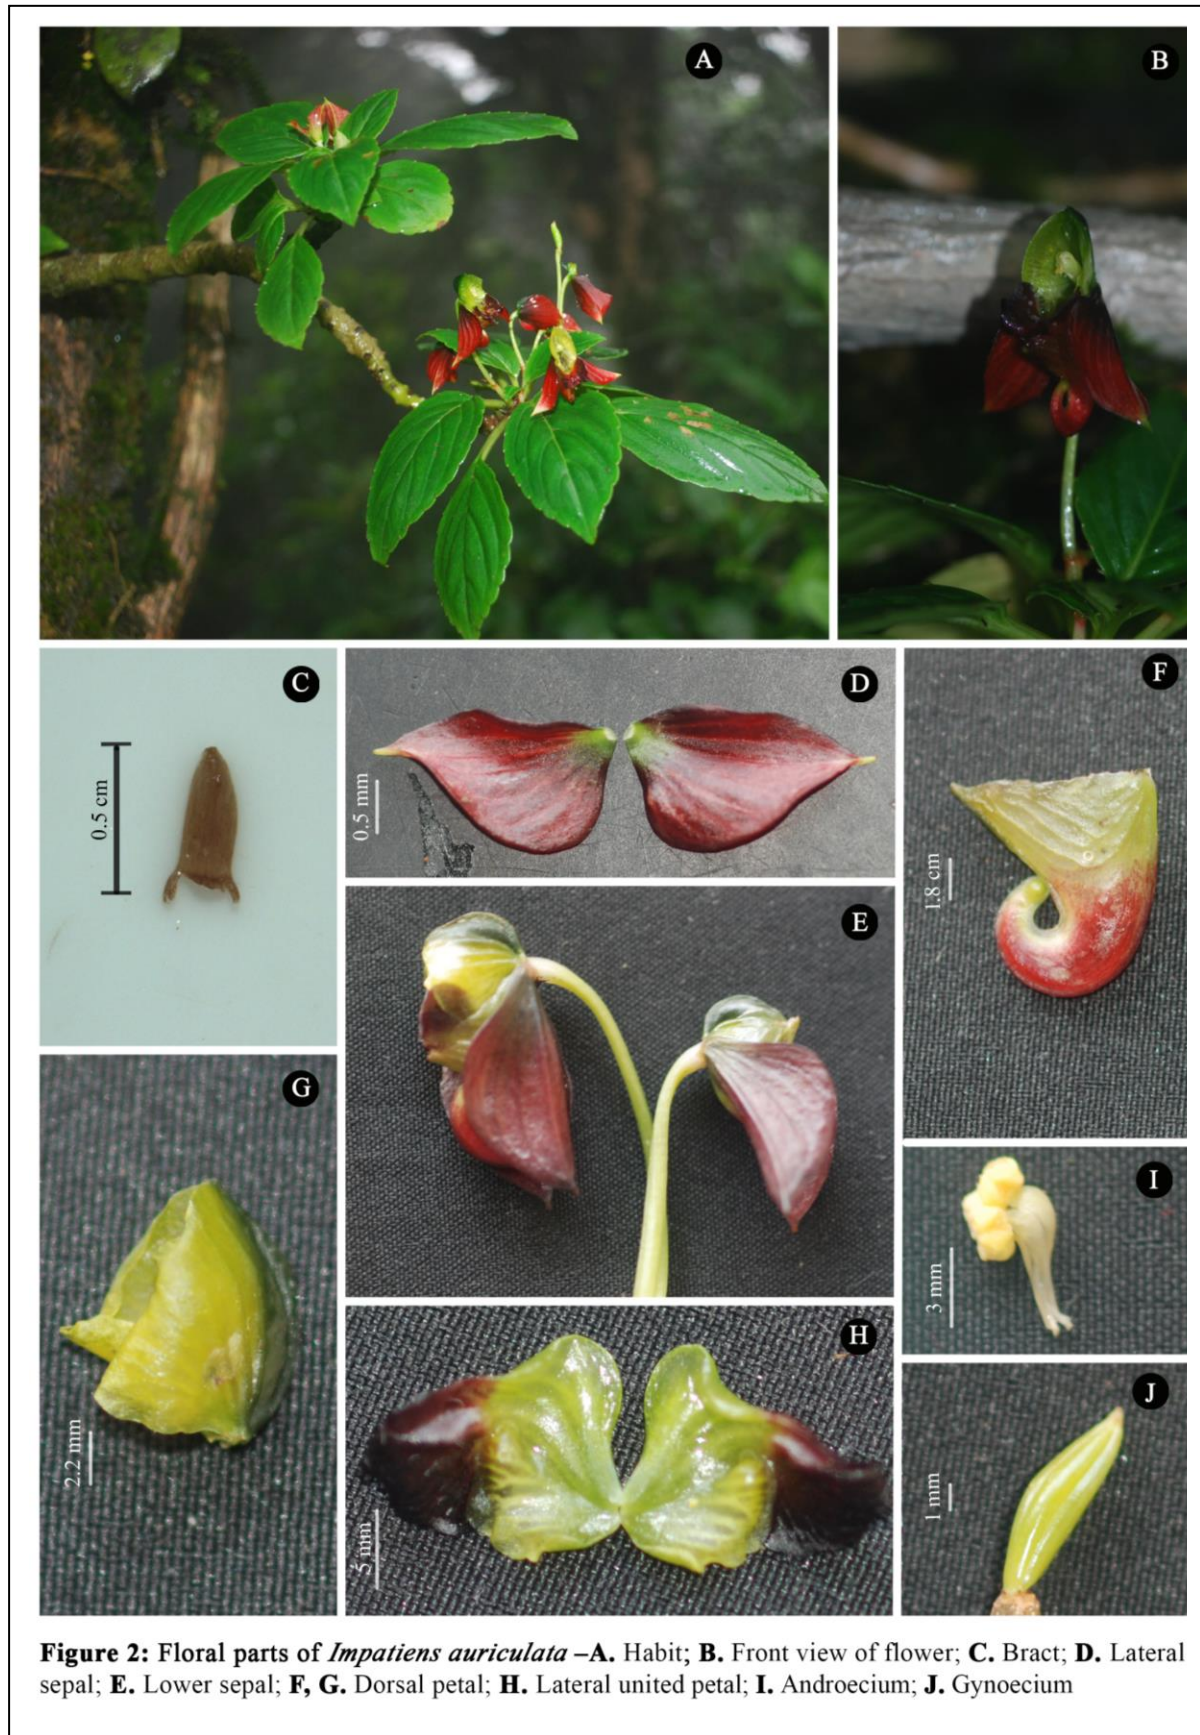 A
B
C
0.5 cm
D
0.5 mm
E
F
1.8 cm
G
2.2 mm
H
5 mm
I
3 mm
J
1 mm
Figure 2: Floral parts of Impatiens auriculata –A. Habit; B. Front view of flower; C. Bract; D. Lateral
sepal; E. Lower sepal; F, G. Dorsal petal; H. Lateral united petal; I. Androecium; J. Gynoecium